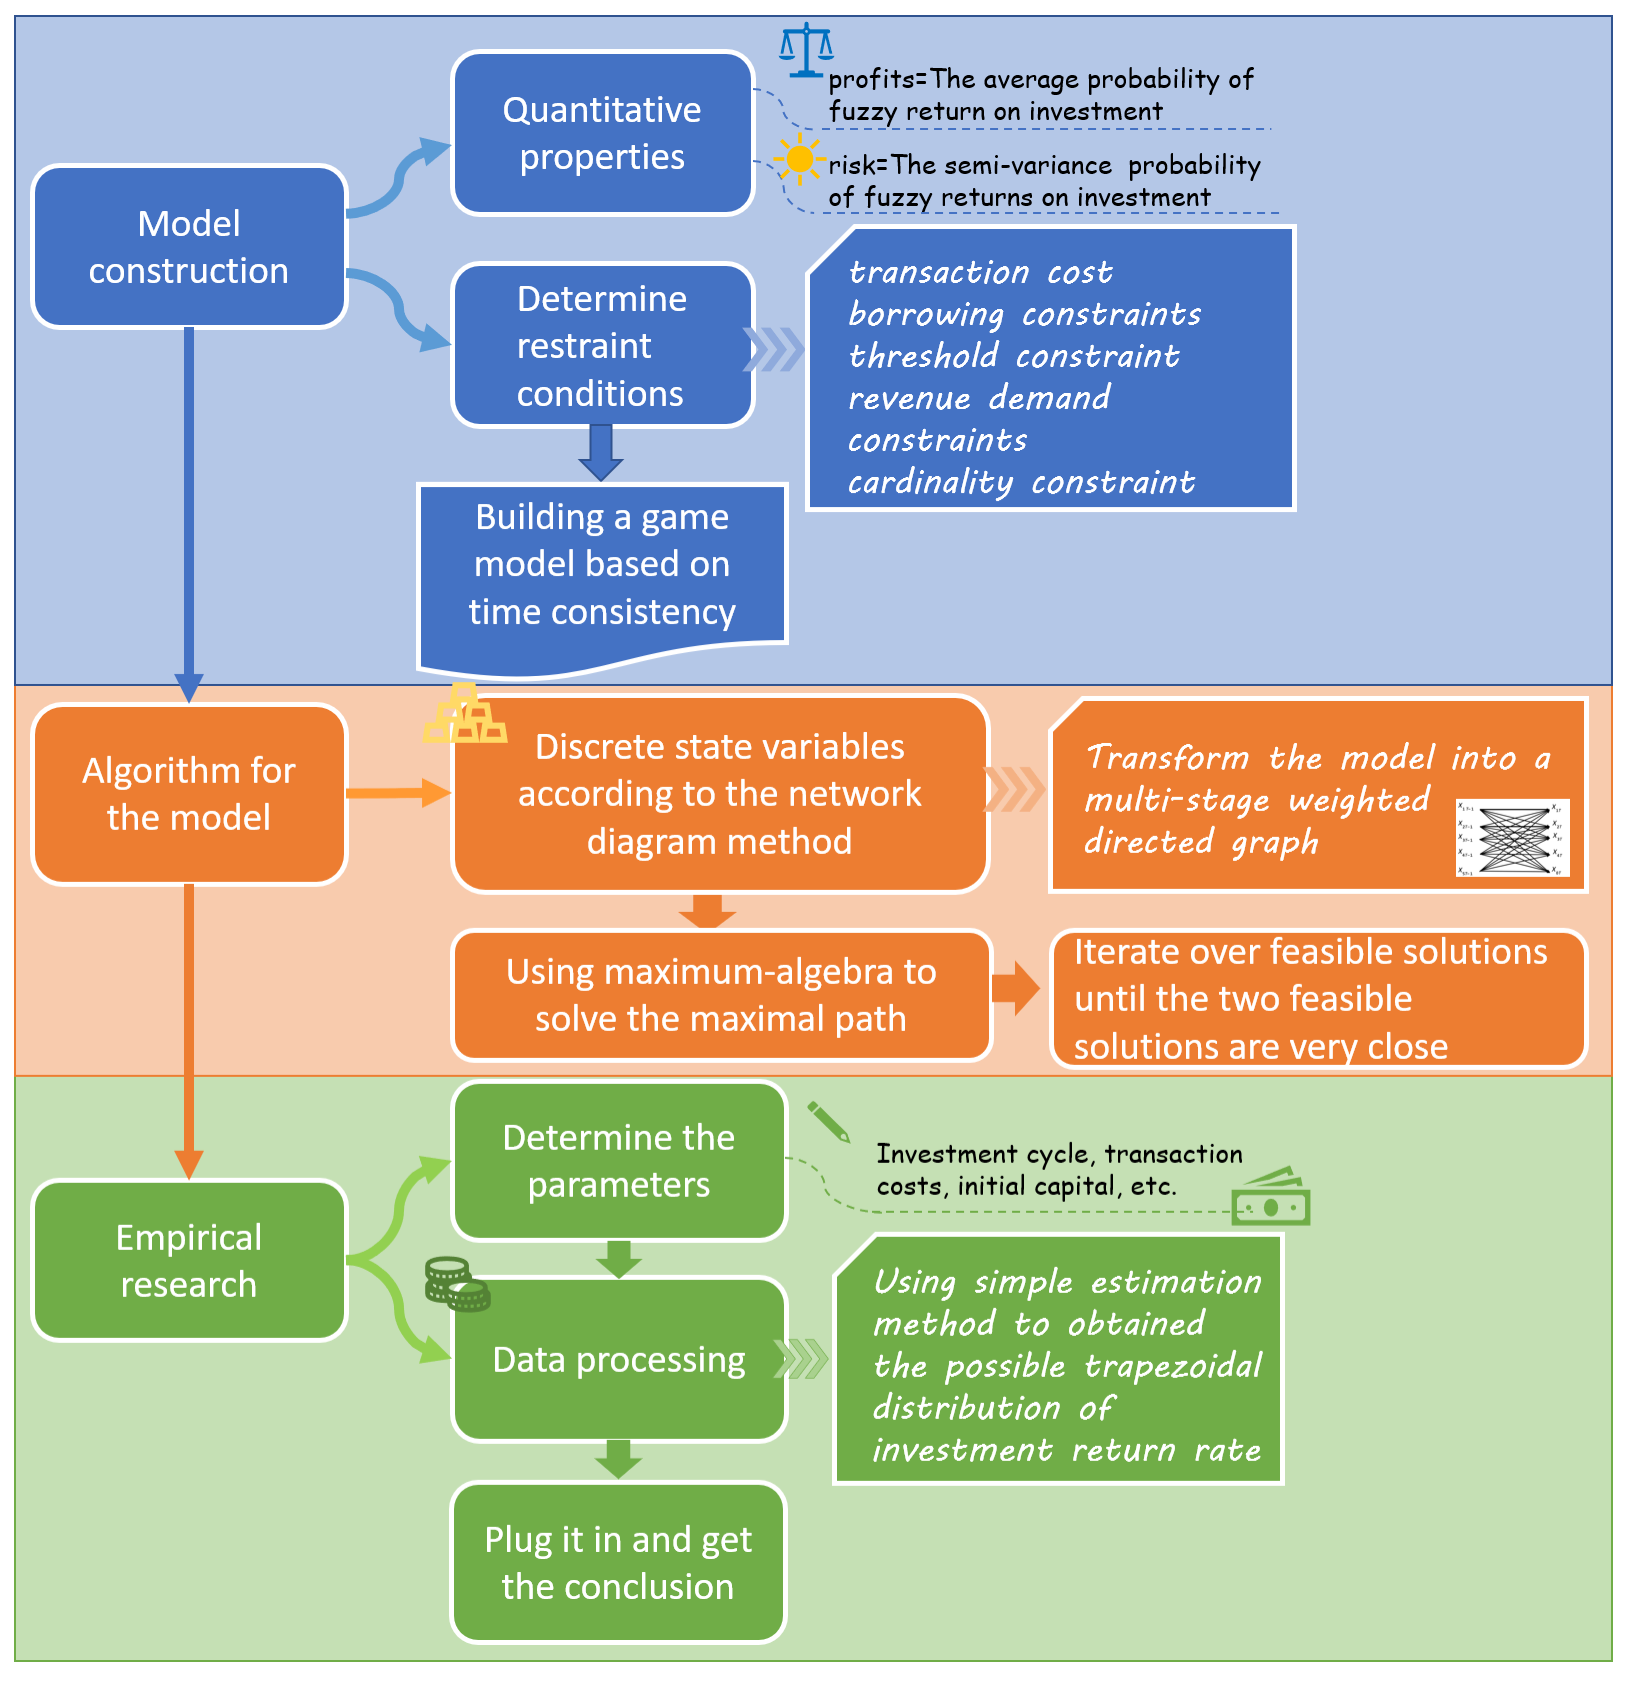 Quantitative
properties
profits=The average probability of
fuzzy return on investment
risk=The semi-variance probability
of fuzzy returns on investment
Model
construction
Determine
restraint
conditions
transaction cost
borrowing constraints
threshold constraint
revenue demand
constraints
cardinality constraint
Building a game
model based on
time consistency
Algorithm for
the model
Discrete state variables
according to the network
diagram method
Transform the model into a
multi-stage weighted
directed graph
Using maximum-algebra to
solve the maximal path
Iterate over feasible solutions
until the two feasible
solutions are very close
Determine the
parameters
Investment cycle, transaction
costs, initial capital, etc.
Empirical
research
Data processing
Using simple estimation
method to obtained
the possible trapezoidal
distribution of
investment return rate
Plug it in and get
the conclusion